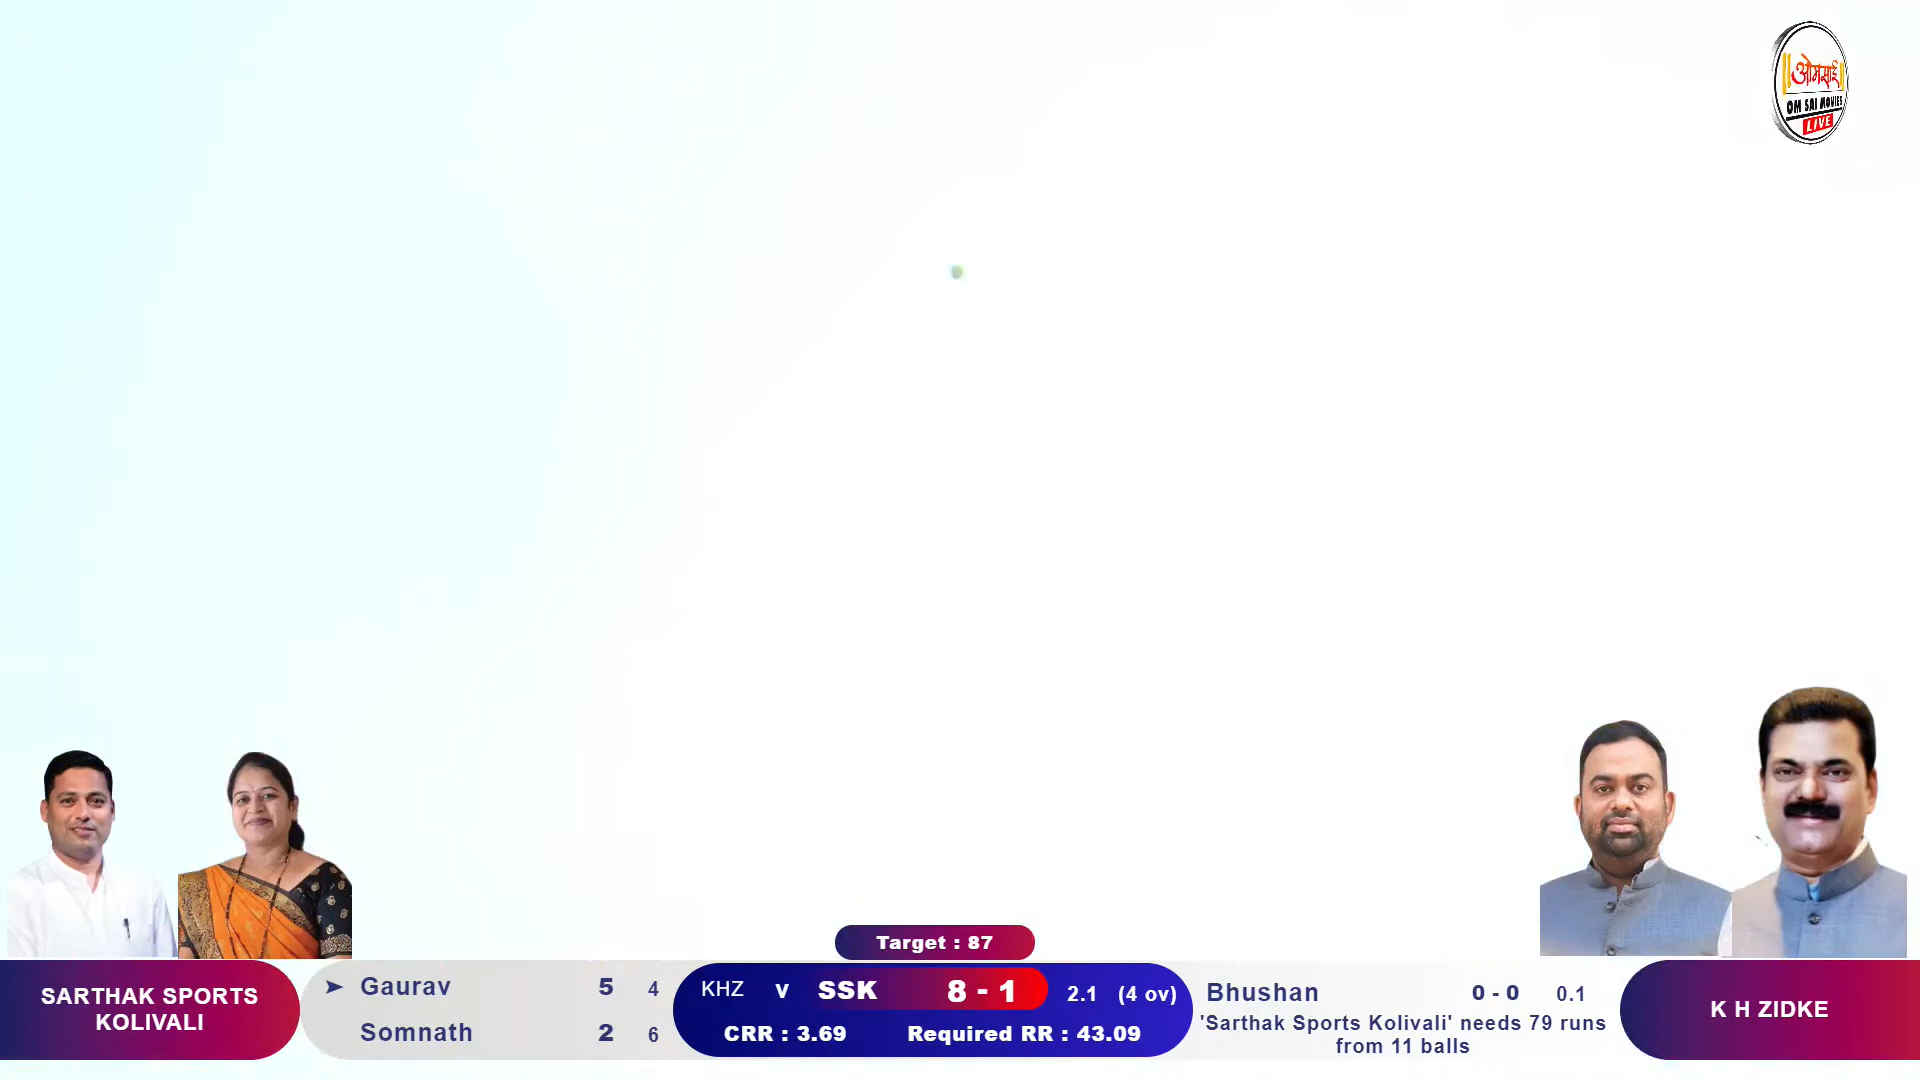 ओमसाई
OM SAI MOVIES
LIVE
Target : 87
SARTHAK SPORTS
KOLIVALI
Gaurav 5 4
Somnath 2 6
KHZ v SSK 8 - 1 2.1 (4 ov)
CRR : 3.69 Required RR : 43.09
Bhushan 0 - 0 0.1
'Sarthak Sports Kolivali' needs 79 runs
from 11 balls
K H ZIDKE